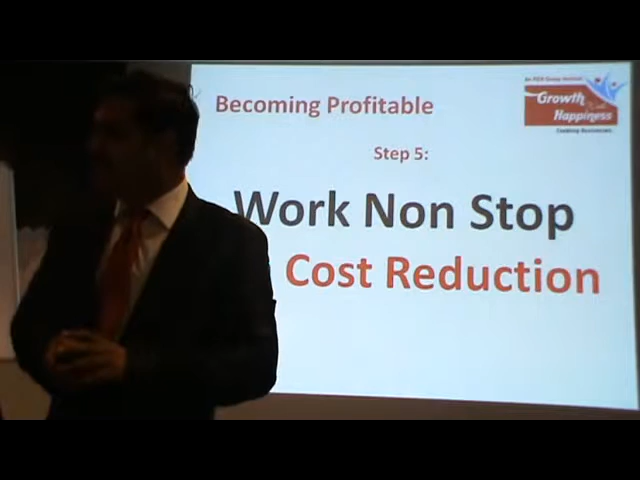 Becoming Profitable
Growth
Happiness
Step 5:
Work Non Stop
Cost Reduction